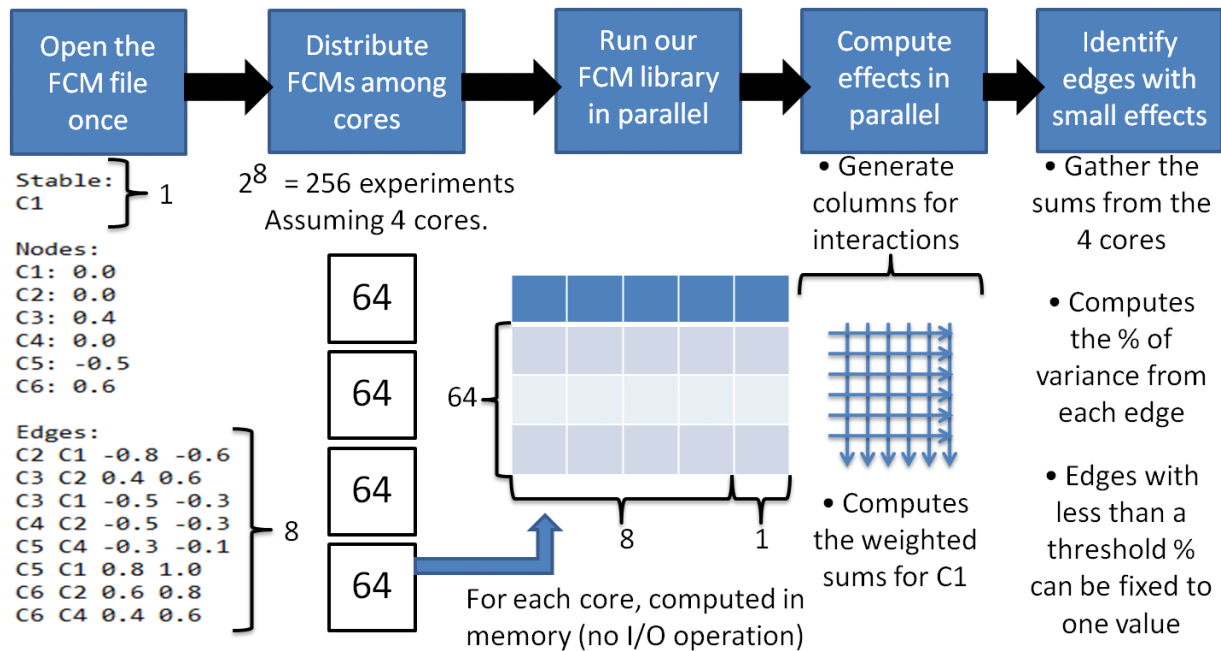 Open the
FCM file
once
Distribute
FCMs among
cores
Run our
FCM library
in parallel
Compute
effects in
parallel
Identify
edges with
small effects
Stable:
C1
1
Nodes:
C1: 0.0
C2: 0.0
C3: 0.4
C4: 0.0
C5: -0.5
C6: 0.6
Edges:
C2 C1 -0.8 -0.6
C3 C2 0.4 0.6
C3 C1 -0.5 -0.3
C4 C2 -0.5 -0.3
C5 C4 -0.3 -0.1
C5 C1 0.8 1.0
C6 C2 0.6 0.8
C6 C4 0.4 0.6
8
2⁸ = 256 experiments
Assuming 4 cores.
64
64
64
64
64
8
1
For each core, computed in
memory (no I/O operation)
• Generate
columns for
interactions
• Computes
the weighted
sums for C1
• Gather the
sums from the
4 cores
• Computes
the % of
variance from
each edge
• Edges with
less than a
threshold %
can be fixed to
one value